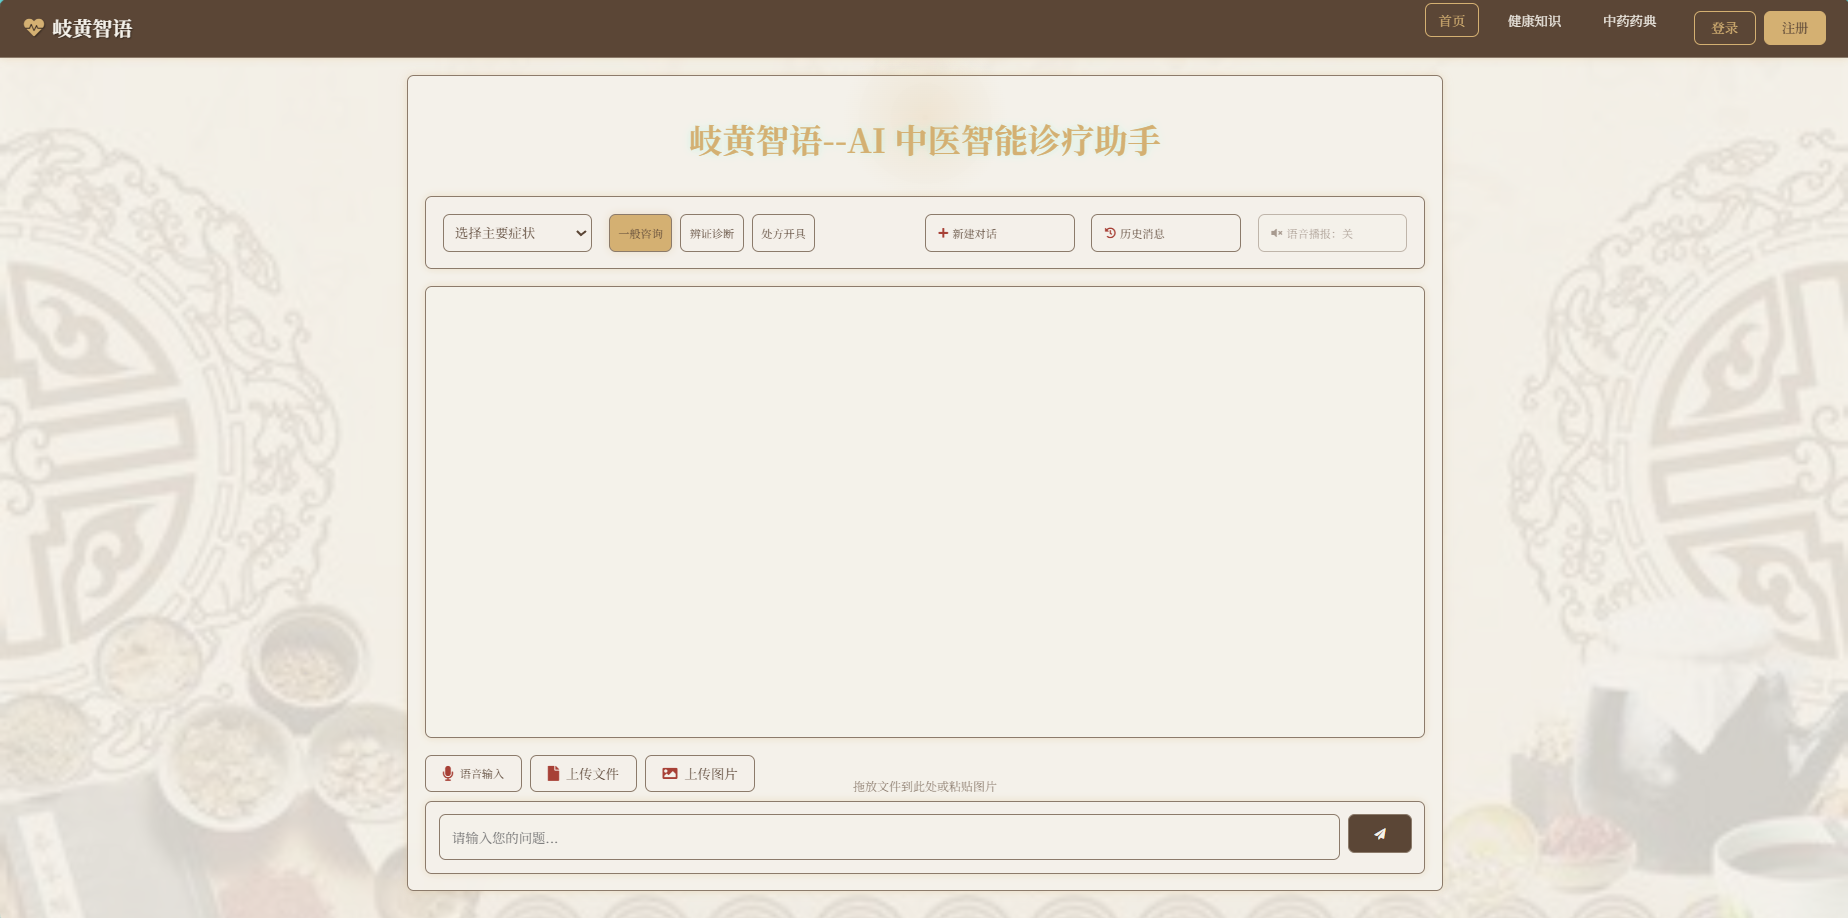 岐黄智语
首页 健康知识 中药药典 登录 注册
岐黄智语--AI 中医智能诊疗助手
选择主要症状 一般咨询 辨证诊断 处方开具 新建对话 历史消息 语音播报：关
语音输入 上传文件 上传图片
拖放文件到此处或粘贴图片
请输入您的问题...